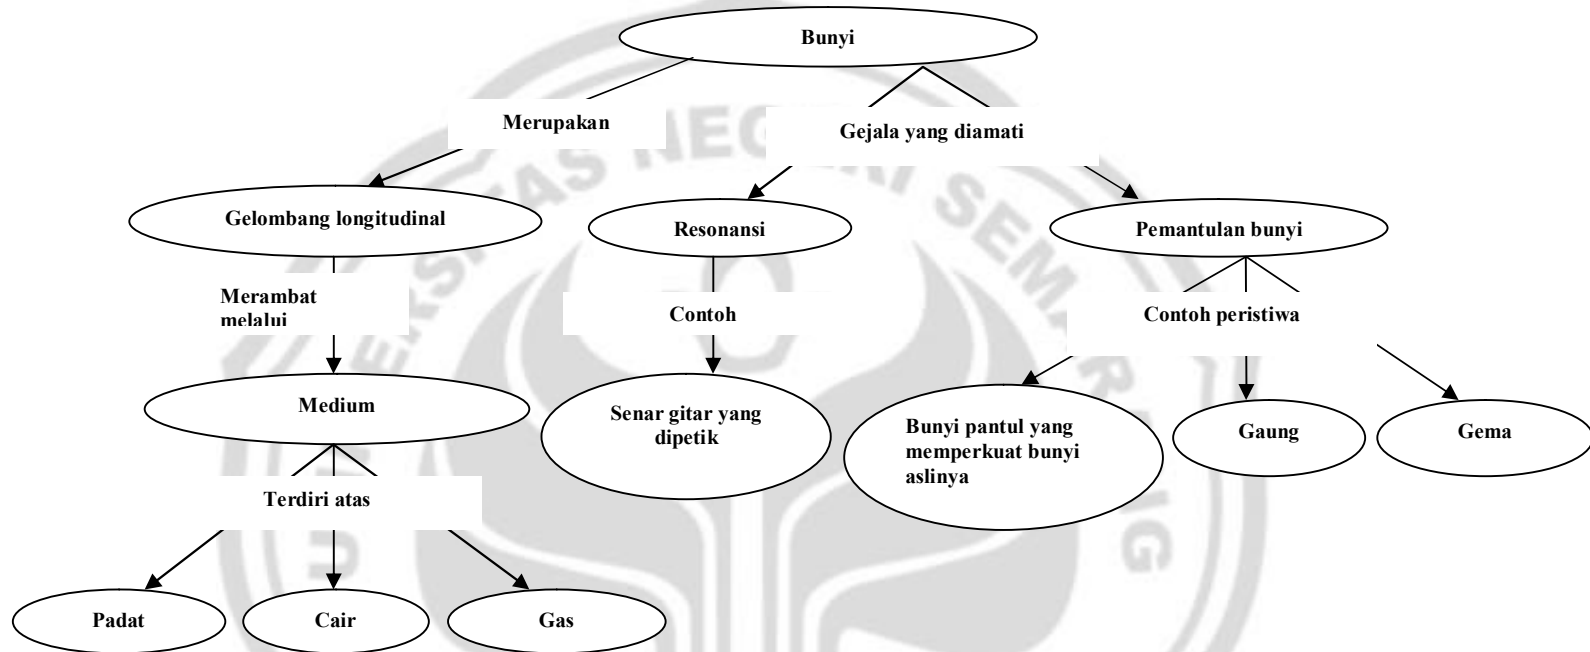 Bunyi
Merupakan
Gejala yang diamati
Gelombang longitudinal
Resonansi
Pemantulan bunyi
Merambat
melalui
Contoh
Contoh peristiwa
Medium
Senar gitar yang
dipetik
Bunyi pantul yang
memperkuat bunyi
aslinya
Gaung
Gema
Terdiri atas
Padat
Cair
Gas